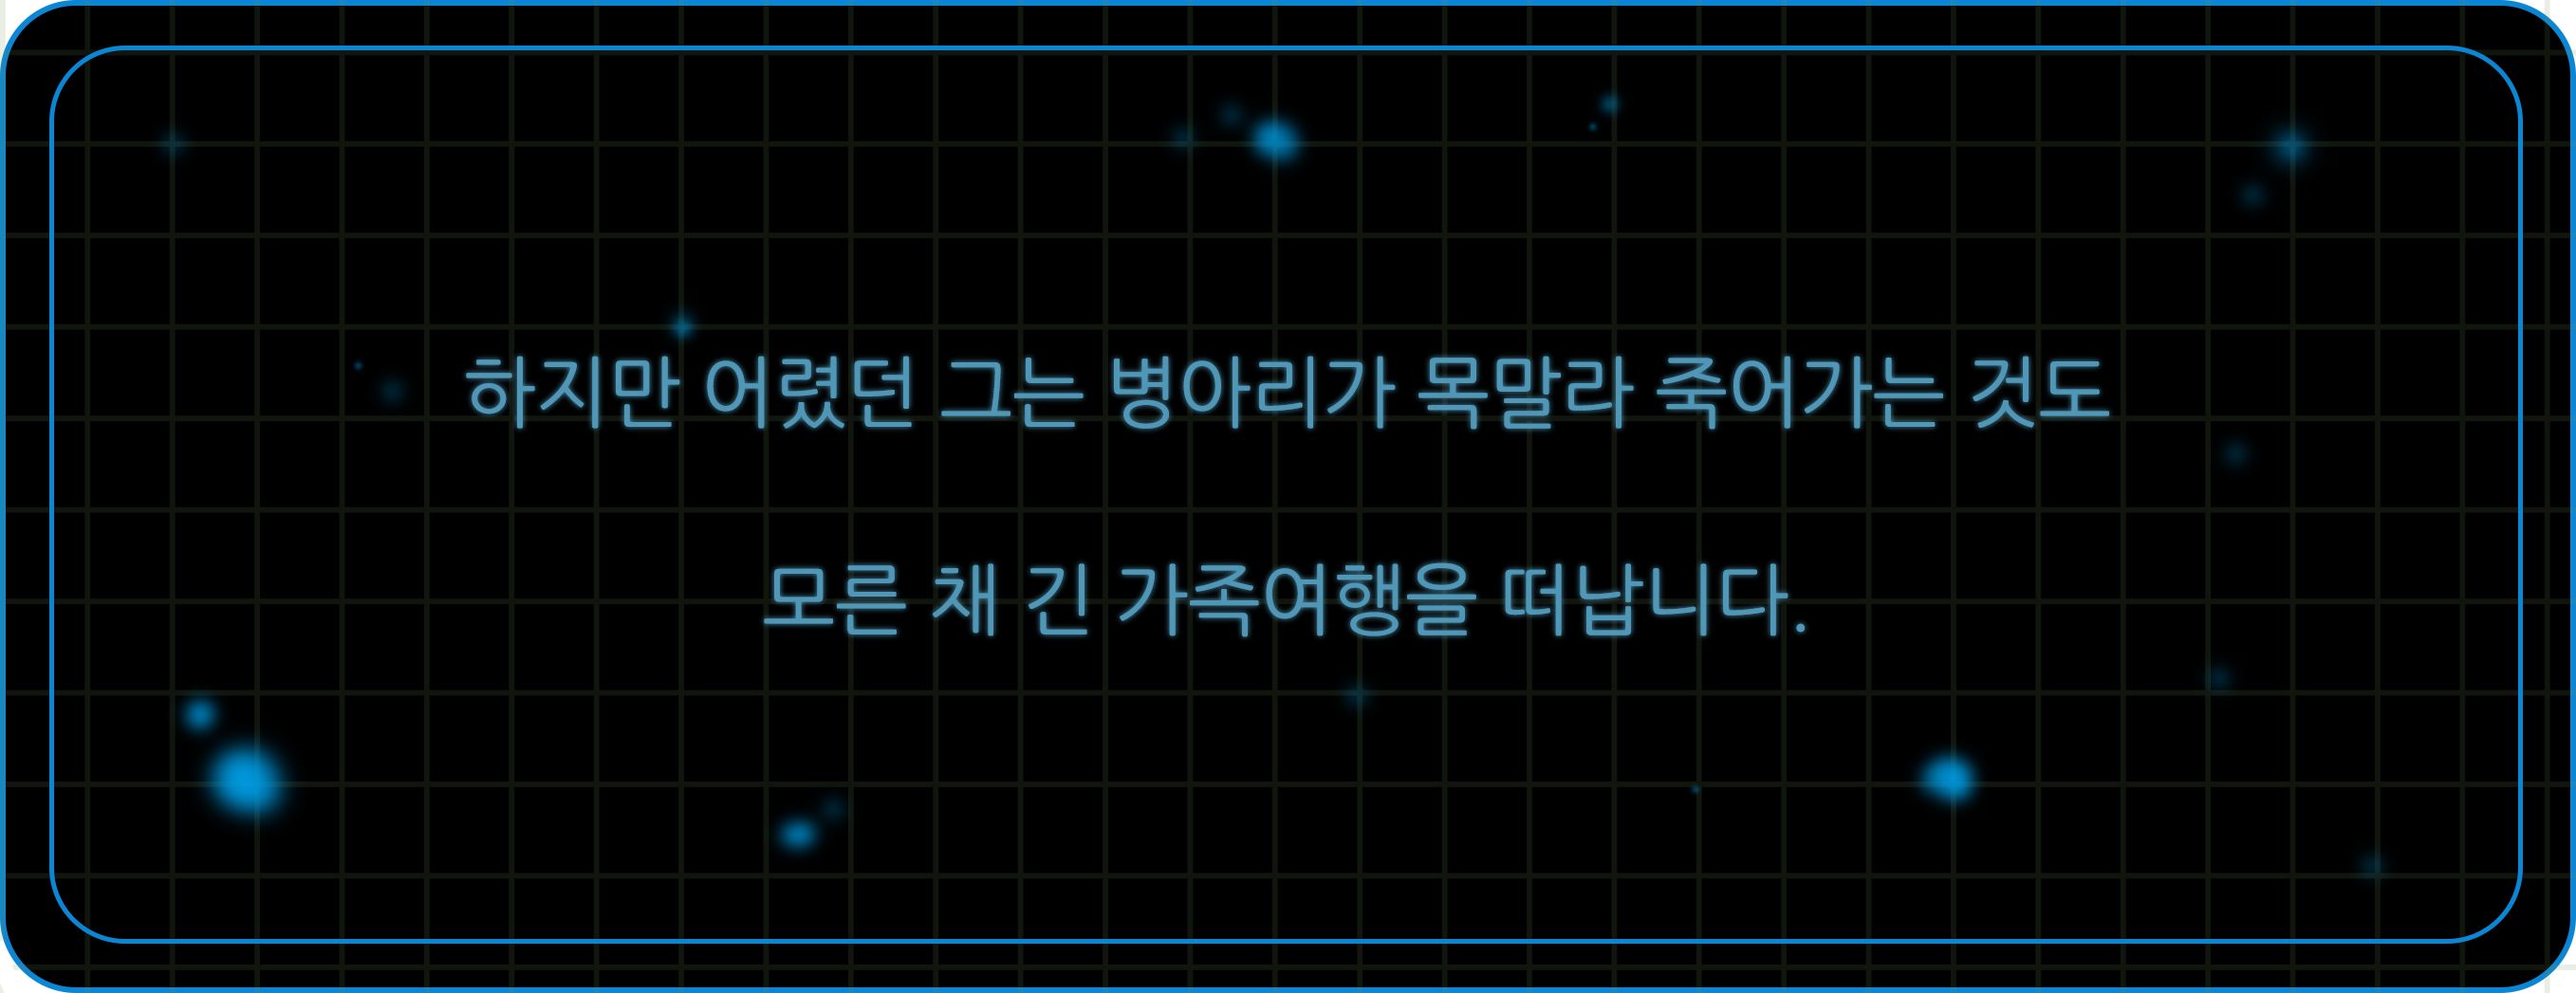 하지만 어렸던 그는 병아리가 목말라 죽어가는 것도
모른 채 긴 가족여행을 떠납니다.